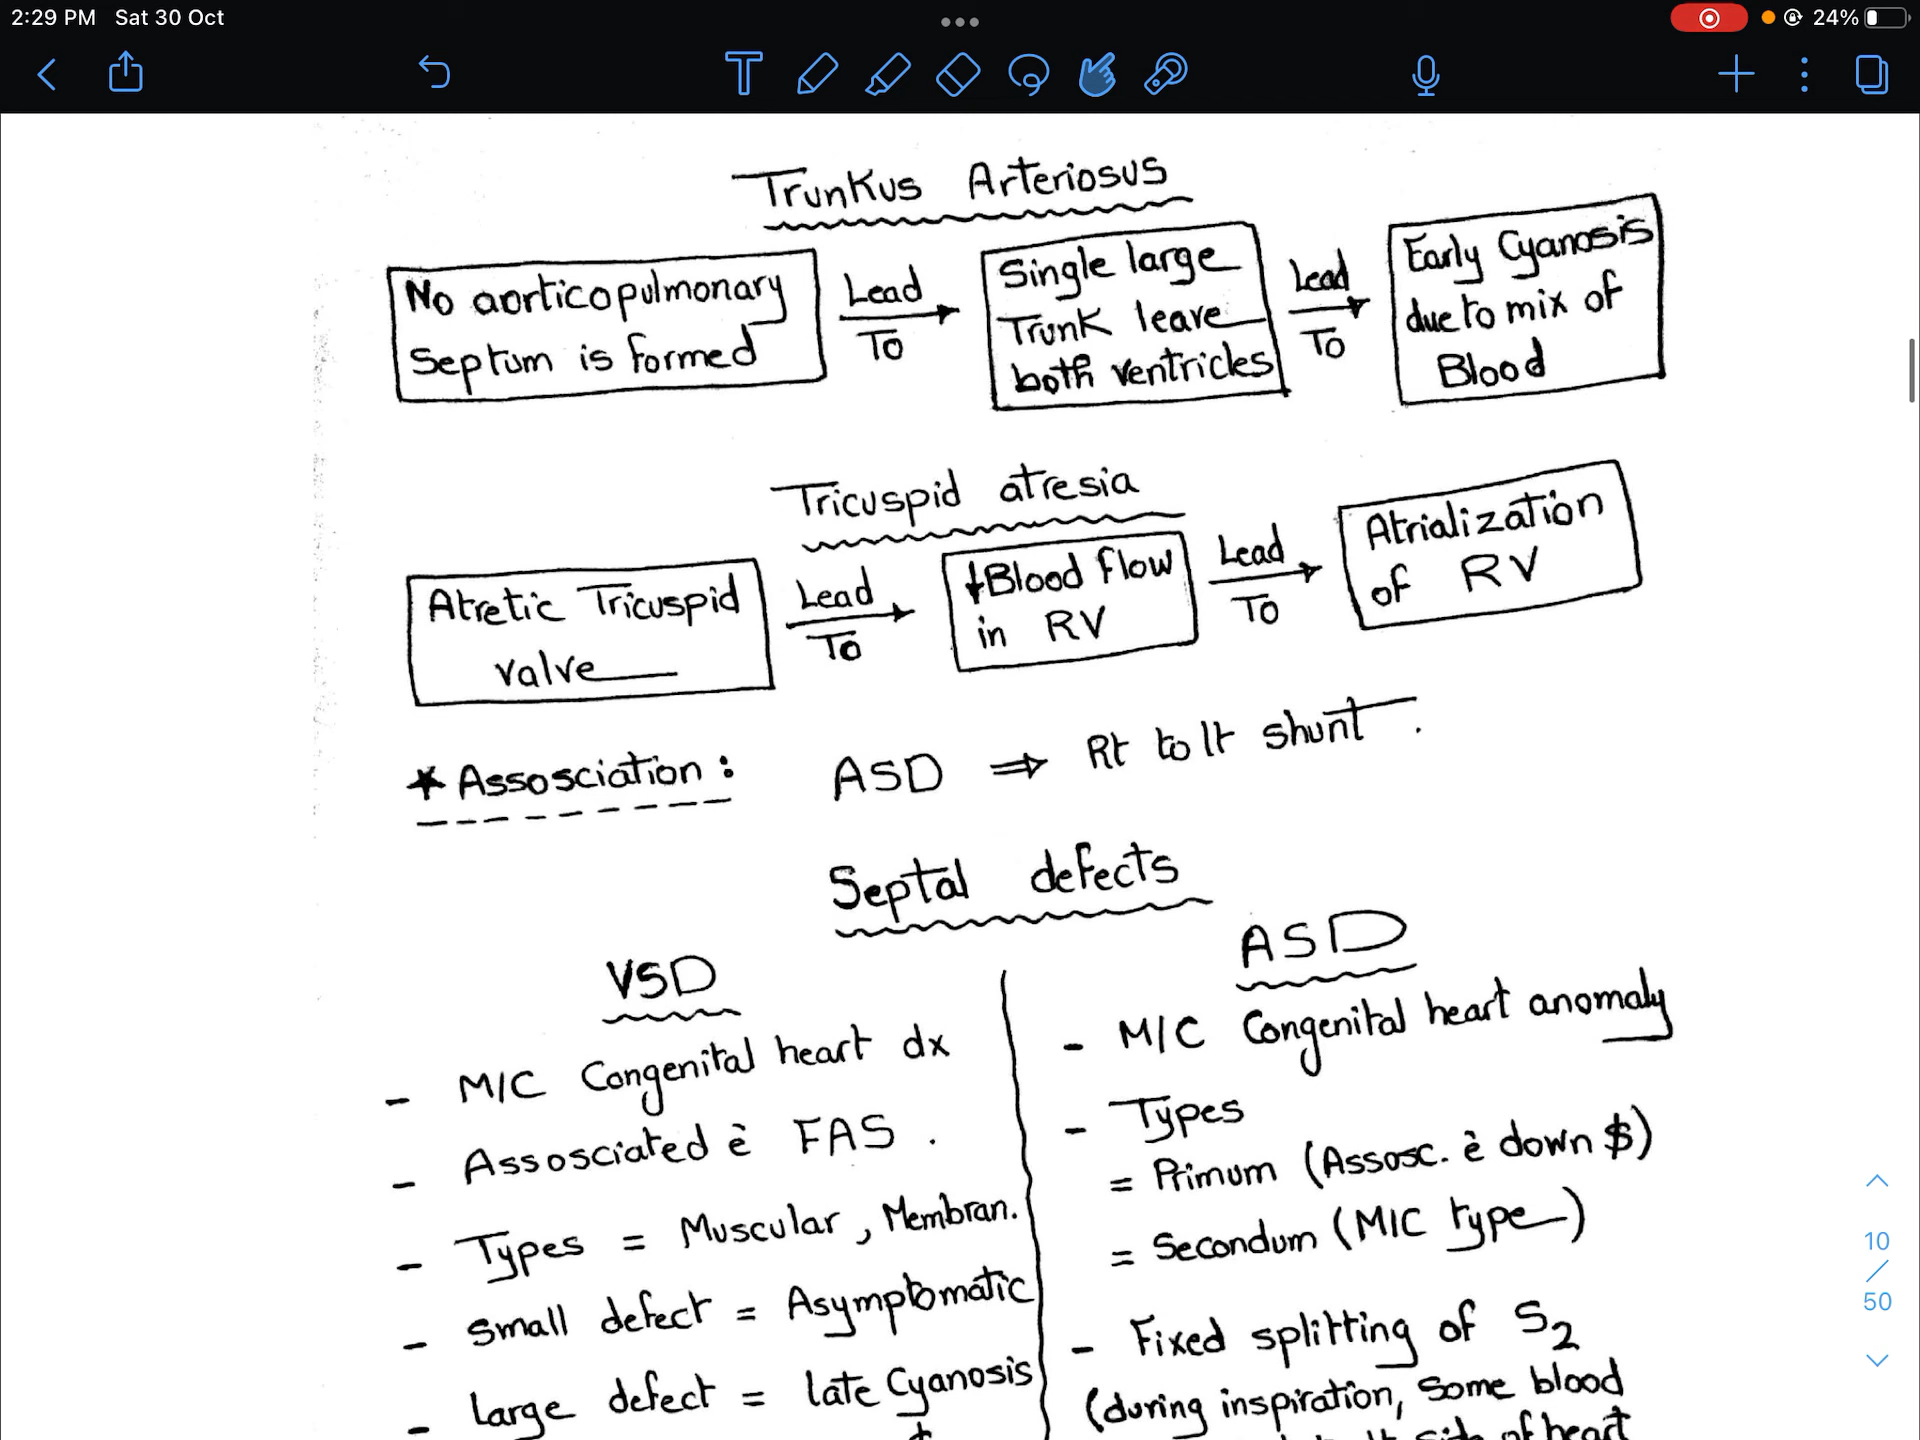 2:29 PM Sat 30 Oct
24%
Trunkus Arteriosus
No aorticopulmonary
Septum is formed
Lead
To
Single large
Trunk leave
both ventricles
Lead
To
Early Cyanosis
due to mix of
Blood
Tricuspid atresia
Atretic Tricuspid
valve
Lead
To
↓Blood flow
in RV
Lead
To
Atrialization
of RV
* Assosciation : ASD ⇒ Rt to lt shunt .
Septal defects
VSD
- M/C Congenital heart dx
- Assosciated è FAS .
- Types = Muscular, Membran.
- Small defect = Asymptomatic
- Large defect = late Cyanosis
ASD
- M/C Congenital heart anomaly
- Types
= Primum (Assosc. è down $)
= Secondum (M/C type)
- Fixed splitting of S2
(during inspiration, some blood
side of heart
10
/
50